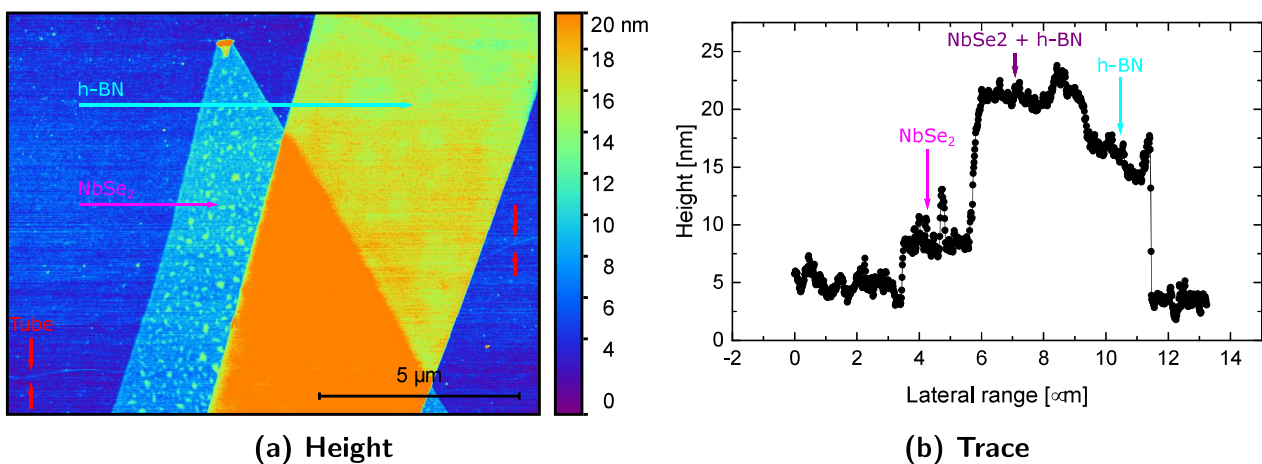 h-BN
NbSe₂
Tube
5 µm
20 nm
18
16
14
12
10
8
6
4
2
0
(a) Height
Height [nm]
25
20
15
10
5
0
NbSe2 + h-BN
NbSe₂
h-BN
-2 0 2 4 6 8 10 12 14
Lateral range [∝m]
(b) Trace